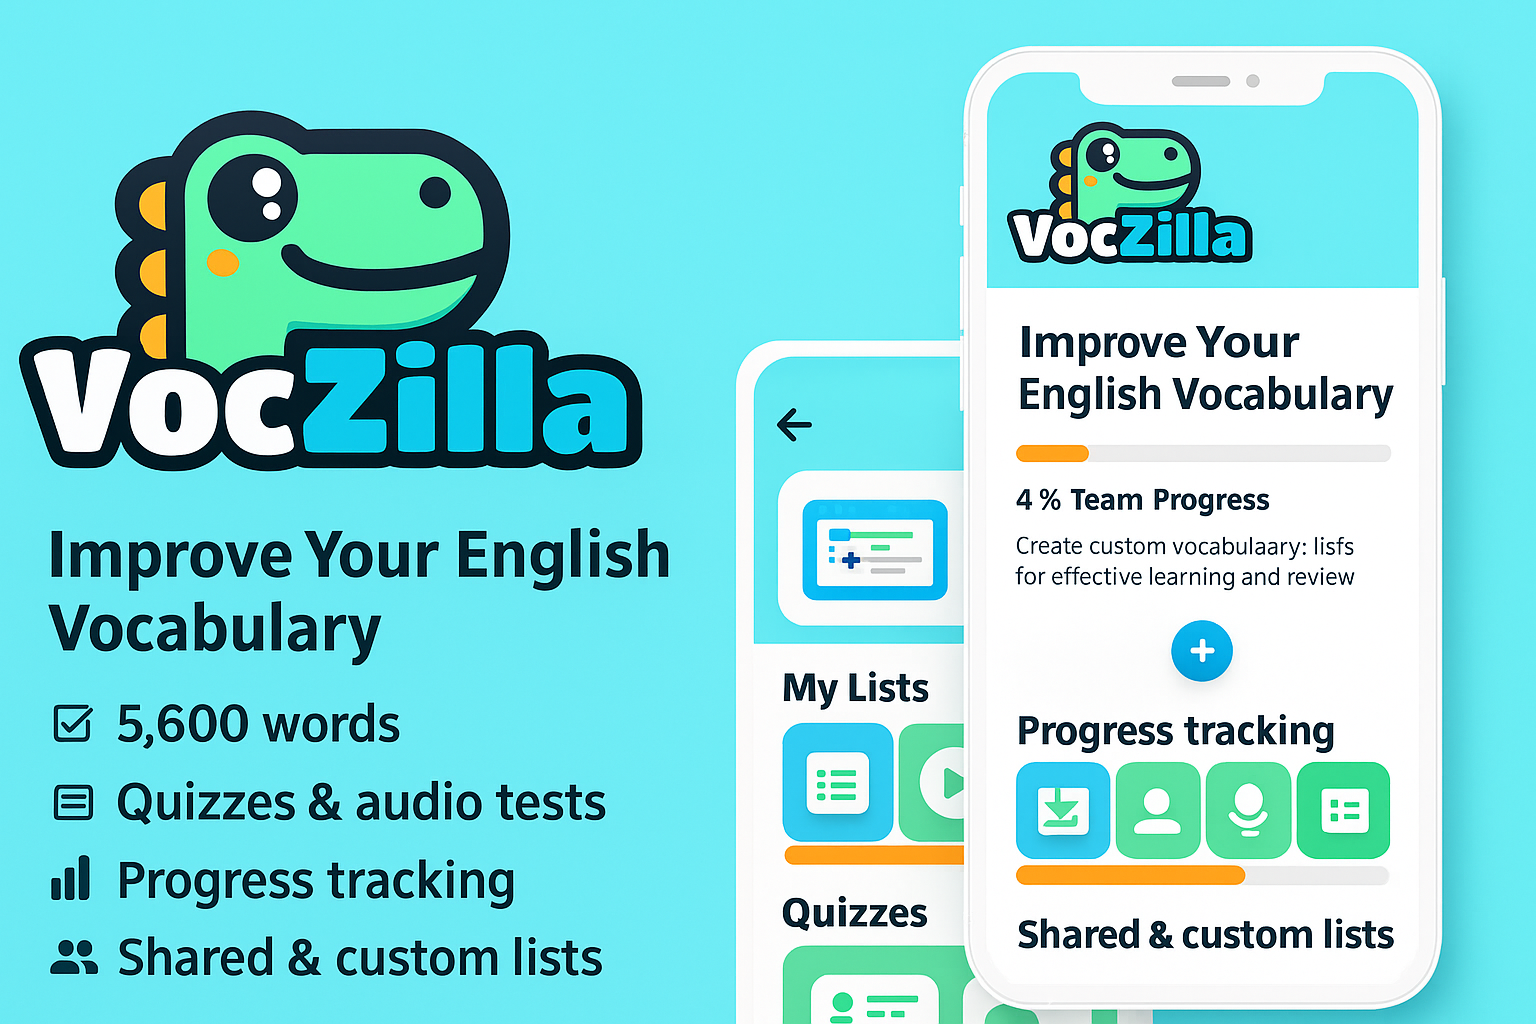 VocZilla
Improve Your English
Vocabulary
5,600 words
Quizzes & audio tests
Progress tracking
Shared & custom lists
My Lists
Quizzes
VocZilla
Improve Your
English Vocabulary
4 % Team Progress
Create custom vocabulaary: lisfs
for effective learning and review
Progress tracking
Shared & custom lists